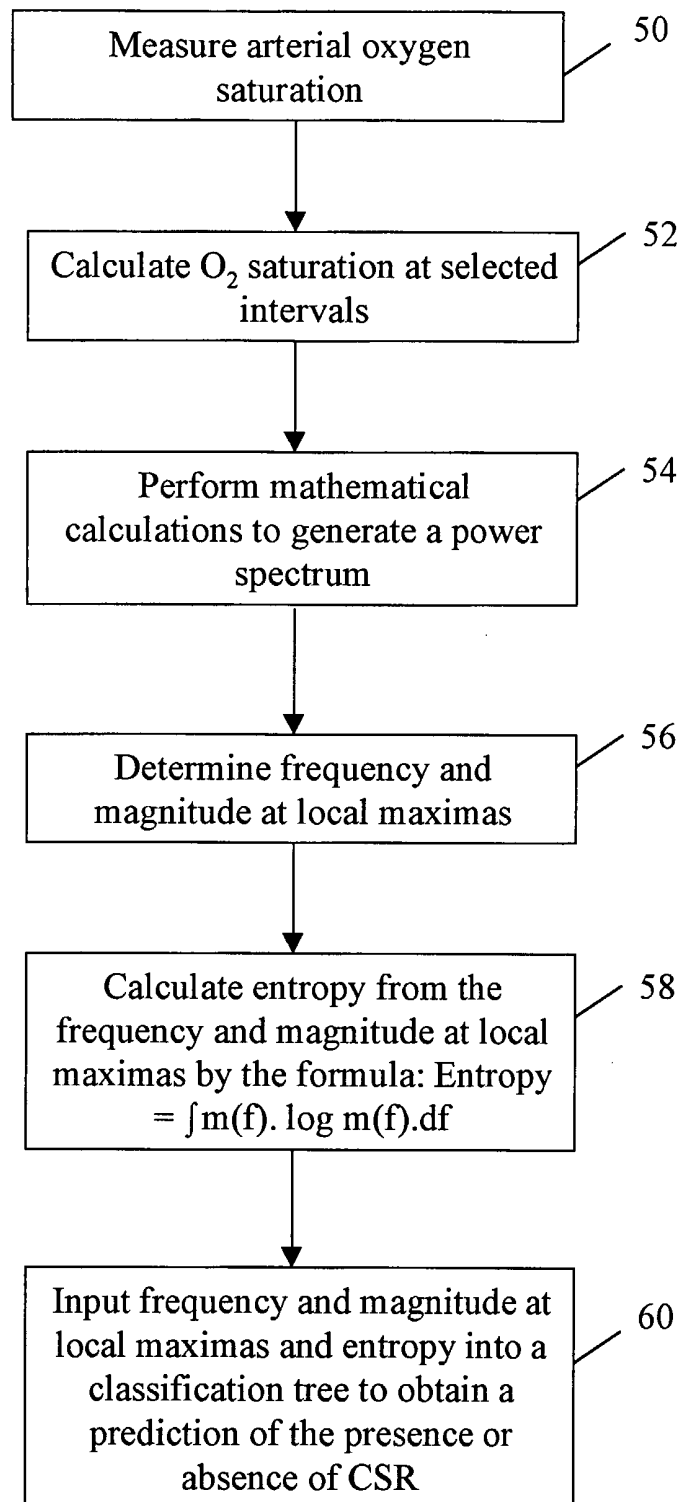 Measure arterial oxygen
saturation
50
Calculate O₂ saturation at selected
intervals
52
Perform mathematical
calculations to generate a power
spectrum
54
Determine frequency and
magnitude at local maximas
56
Calculate entropy from the
frequency and magnitude at local
maximas by the formula: Entropy
= ∫m(f). log m(f).df
58
Input frequency and magnitude at
local maximas and entropy into a
classification tree to obtain a
prediction of the presence or
absence of CSR
60